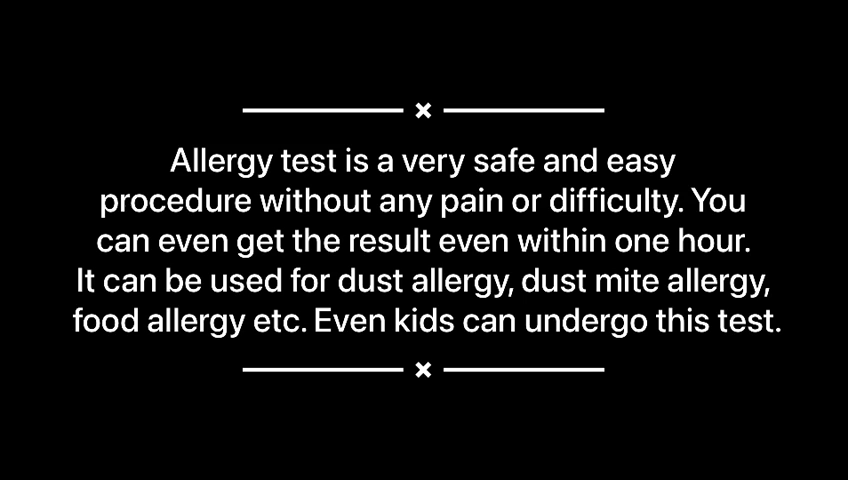 Allergy test is a very safe and easy
procedure without any pain or difficulty. You
can even get the result even within one hour.
It can be used for dust allergy, dust mite allergy,
food allergy etc. Even kids can undergo this test.